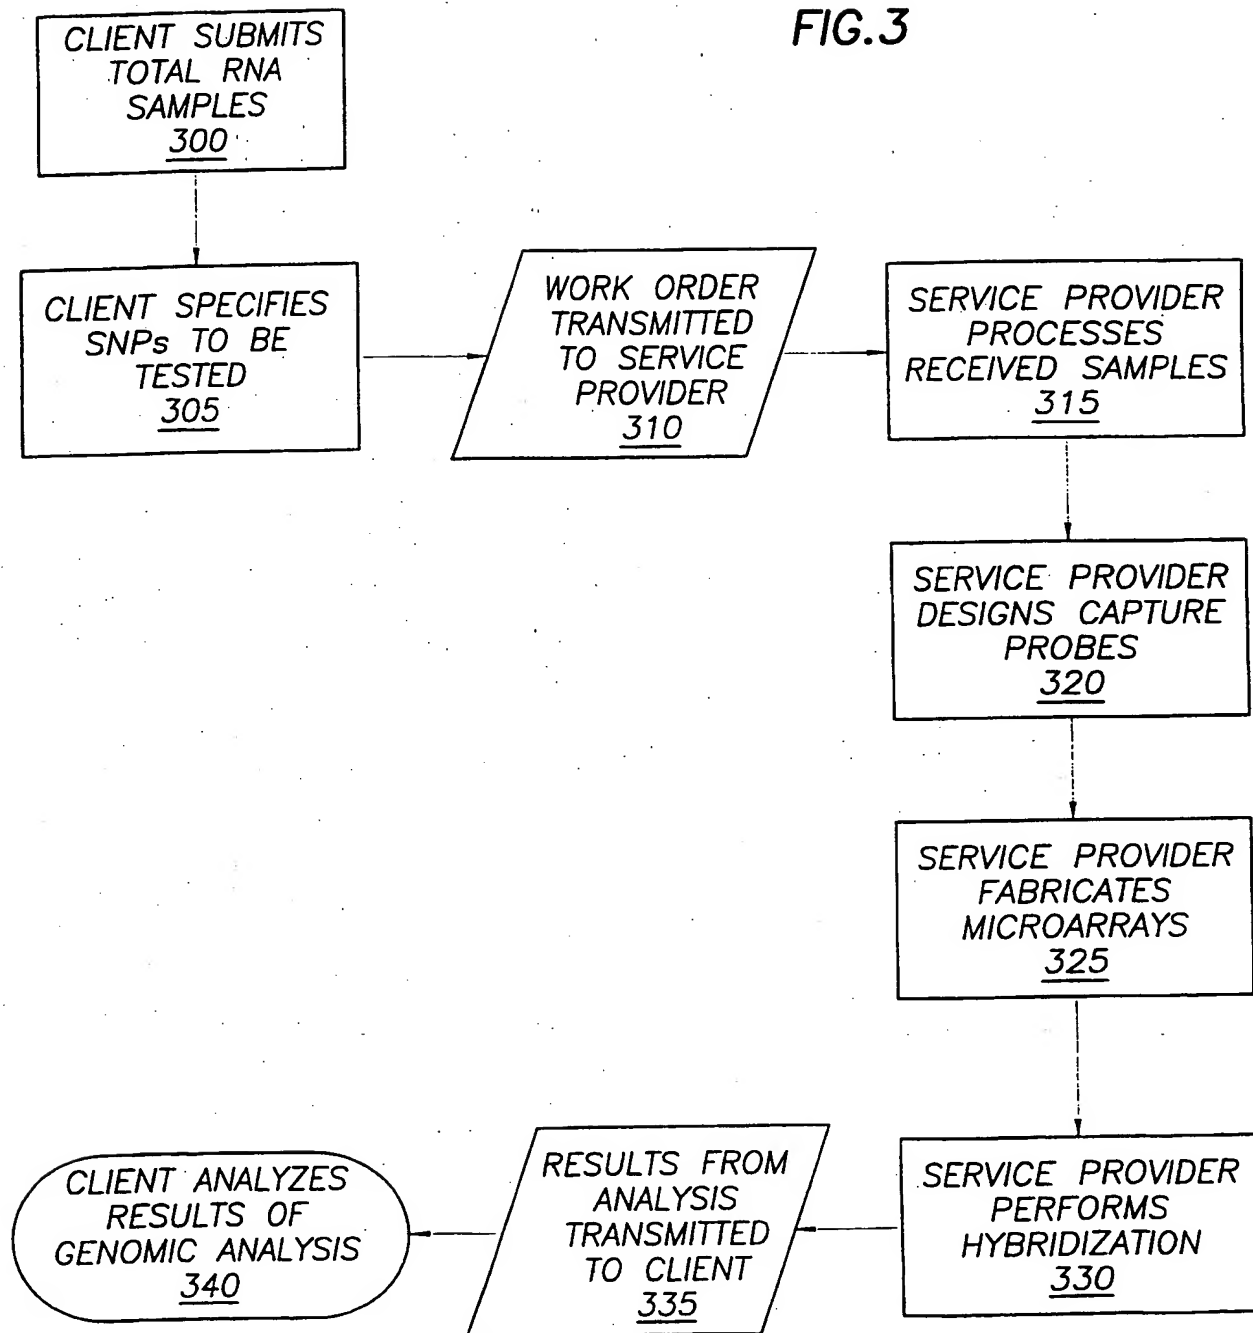 FIG.3
CLIENT SUBMITS
TOTAL RNA
SAMPLES
300
CLIENT SPECIFIES
SNPs TO BE
TESTED
305
WORK ORDER
TRANSMITTED
TO SERVICE
PROVIDER
310
SERVICE PROVIDER
PROCESSES
RECEIVED SAMPLES
315
SERVICE PROVIDER
DESIGNS CAPTURE
PROBES
320
SERVICE PROVIDER
FABRICATES
MICROARRAYS
325
SERVICE PROVIDER
PERFORMS
HYBRIDIZATION
330
RESULTS FROM
ANALYSIS
TRANSMITTED
TO CLIENT
335
CLIENT ANALYZES
RESULTS OF
GENOMIC ANALYSIS
340